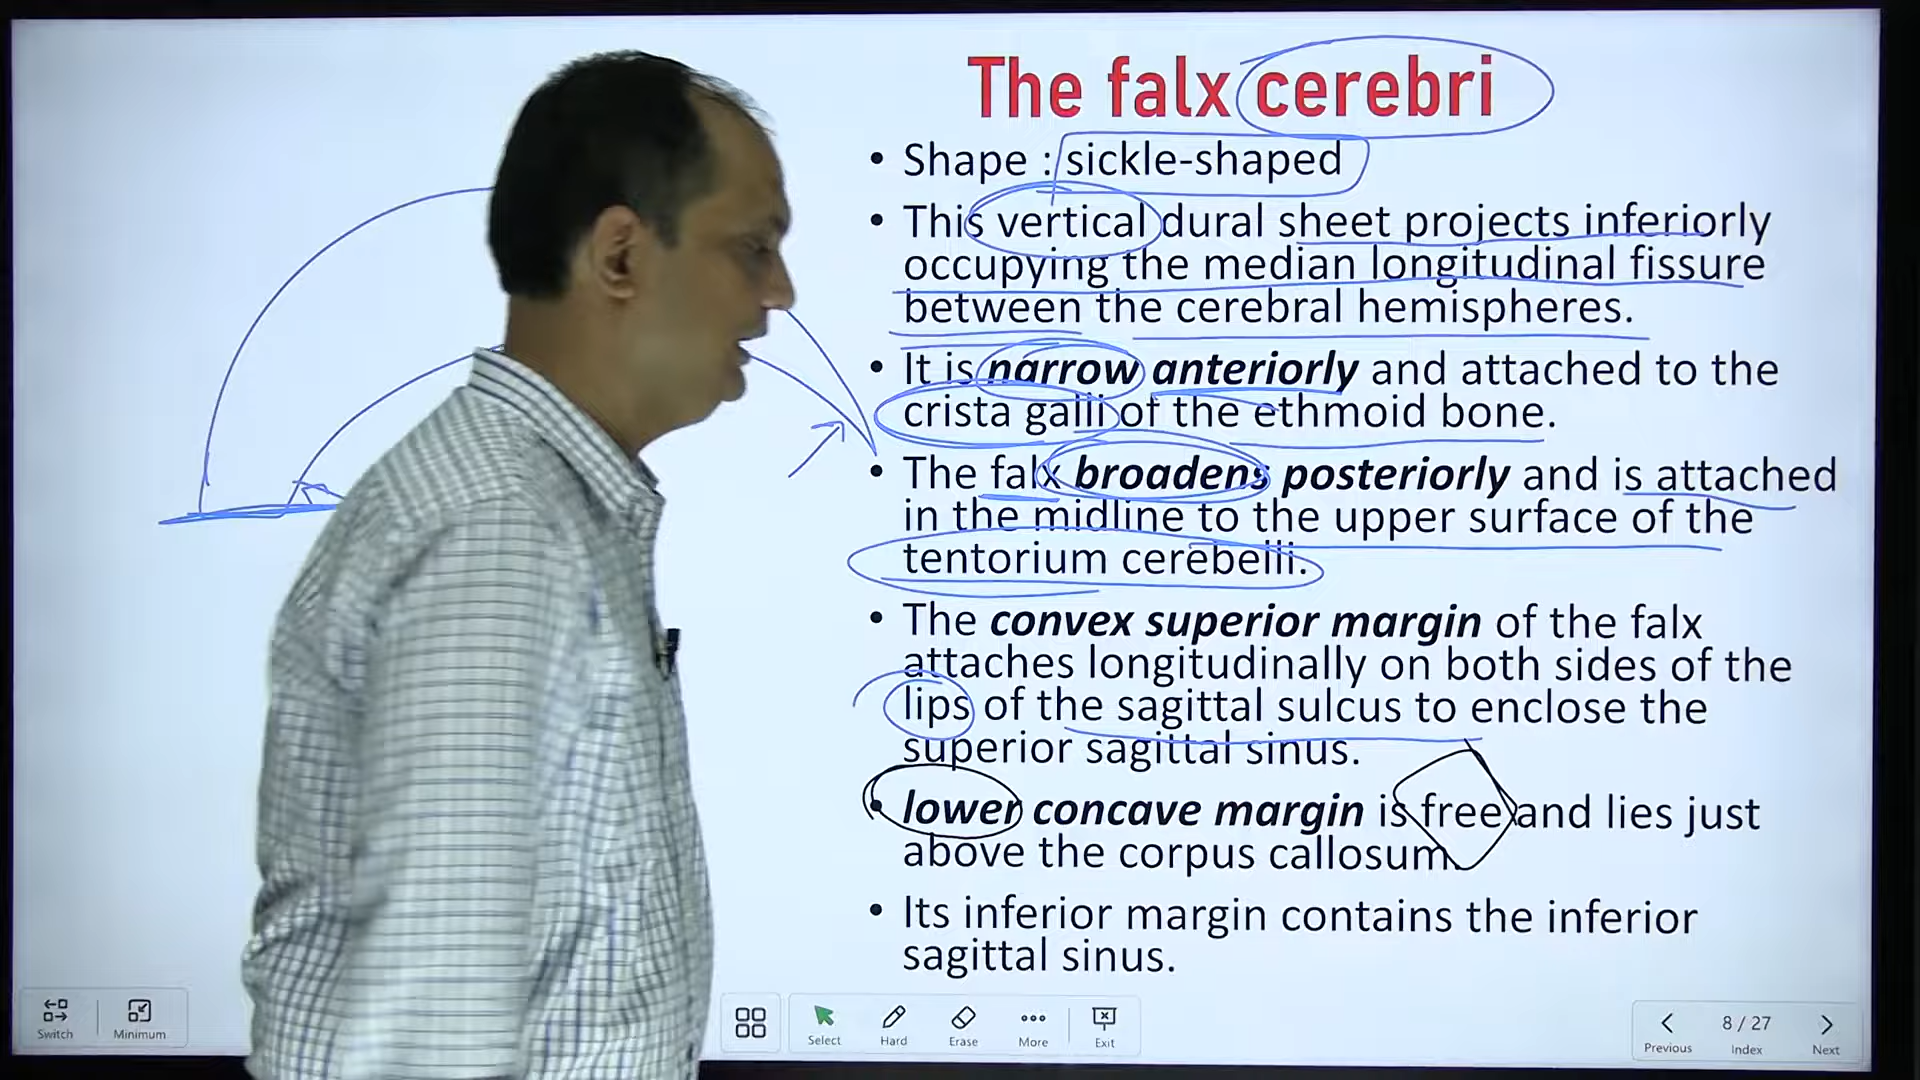 The falx cerebri
• Shape : sickle-shaped
• This vertical dural sheet projects inferiorly
occupying the median longitudinal fissure
between the cerebral hemispheres.
• It is narrow anteriorly and attached to the
crista galli of the ethmoid bone.
• The falx broadens posteriorly and is attached
in the midline to the upper surface of the
tentorium cerebelli.
• The convex superior margin of the falx
attaches longitudinally on both sides of the
lips of the sagittal sulcus to enclose the
superior sagittal sinus.
• lower concave margin is free and lies just
above the corpus callosum.
• Its inferior margin contains the inferior
sagittal sinus.
Switch
Minimum
Select
Hard
Erase
More
Exit
Previous
8 / 27
Index
Next